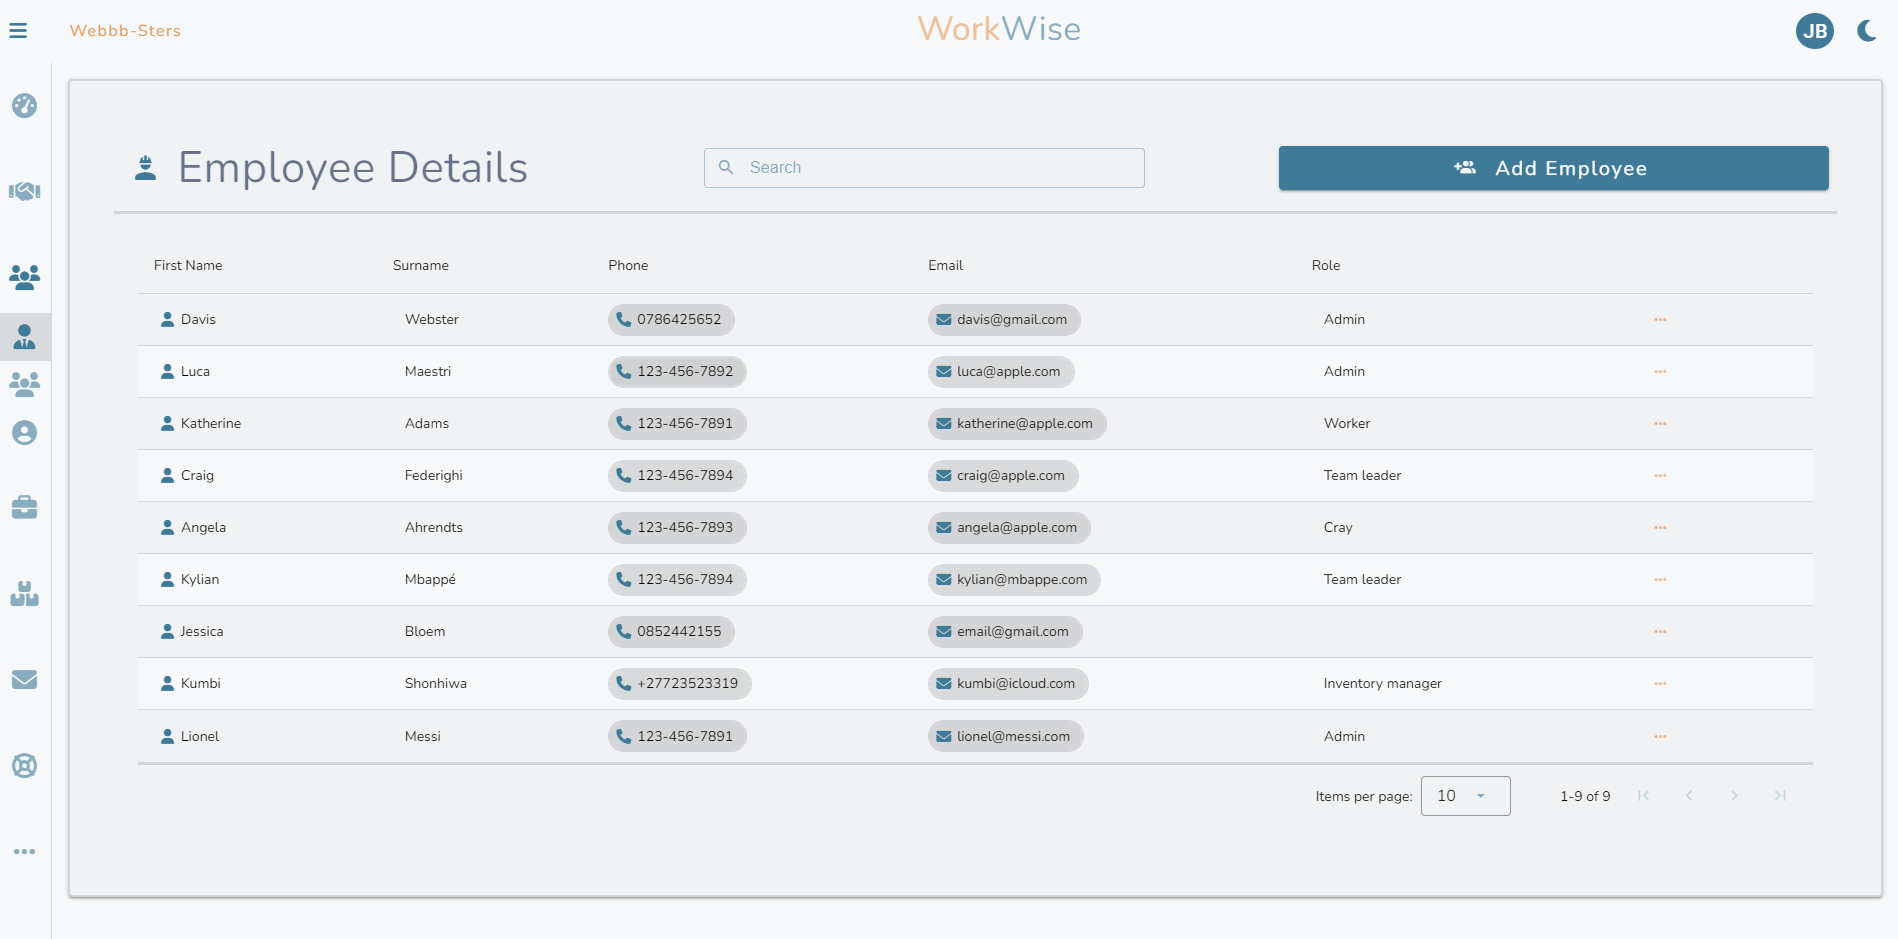 Webbb-Sters
WorkWise
JB
Employee Details
Search
Add Employee
First Name Surname Phone Email Role
Davis Webster 0786425652 davis@gmail.com Admin
Luca Maestri 123-456-7892 luca@apple.com Admin
Katherine Adams 123-456-7891 katherine@apple.com Worker
Craig Federighi 123-456-7894 craig@apple.com Team leader
Angela Ahrendts 123-456-7893 angela@apple.com Cray
Kylian Mbappé 123-456-7894 kylian@mbappe.com Team leader
Jessica Bloem 0852442155 email@gmail.com
Kumbi Shonhiwa +27723523319 kumbi@icloud.com Inventory manager
Lionel Messi 123-456-7891 lionel@messi.com Admin
Items per page: 10 1-9 of 9